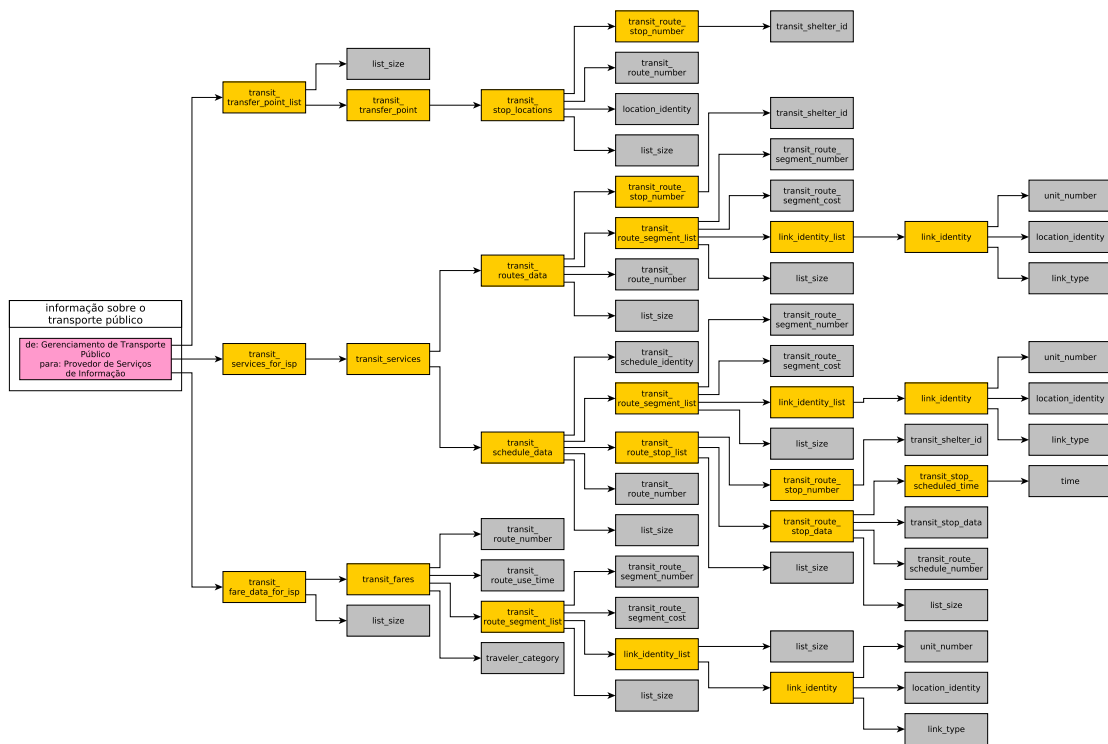 informação sobre o
transporte público
de: Gerenciamento de Transporte
Público
para: Provedor de Serviços
de Informação
transit_
transfer_point_list
list_size
transit_
transfer_point
transit_
stop_locations
transit_route_
stop_number
transit_shelter_id
transit_
route_number
location_identity
list_size
transit_
services_for_isp
transit_services
transit_
routes_data
transit_route_
stop_number
transit_shelter_id
transit_
route_segment_list
transit_route_
segment_number
transit_route_
segment_cost
link_identity_list
link_identity
unit_number
location_identity
link_type
list_size
transit_
route_number
list_size
transit_
schedule_data
transit_
schedule_identity
transit_
route_segment_list
transit_route_
segment_number
transit_route_
segment_cost
link_identity_list
link_identity
unit_number
location_identity
link_type
list_size
transit_
route_stop_list
transit_route_
stop_number
transit_shelter_id
transit_route_
stop_data
transit_stop_
scheduled_time
time
transit_stop_data
transit_route_
schedule_number
list_size
list_size
transit_
route_number
list_size
transit_
fare_data_for_isp
transit_fares
transit_
route_number
transit_
route_use_time
transit_
route_segment_list
transit_route_
segment_number
transit_route_
segment_cost
link_identity_list
list_size
link_identity
unit_number
location_identity
link_type
list_size
traveler_category
list_size